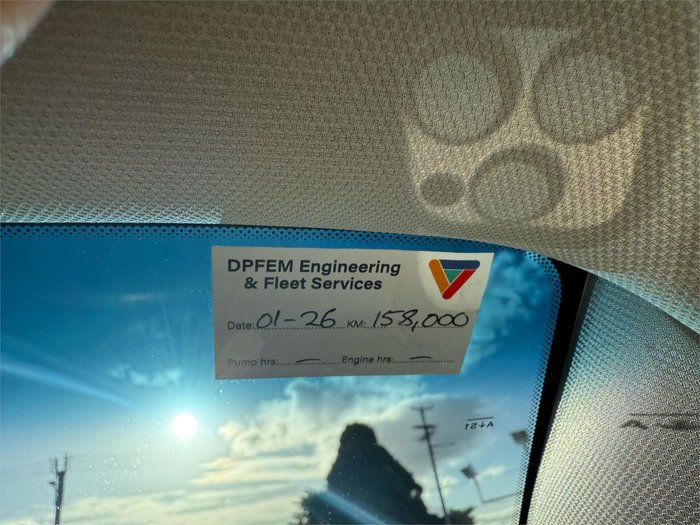 DPFEM Engineering
& Fleet Services
Date: 01-26 KM: 158,000
Pump hrs: — Engine hrs: —